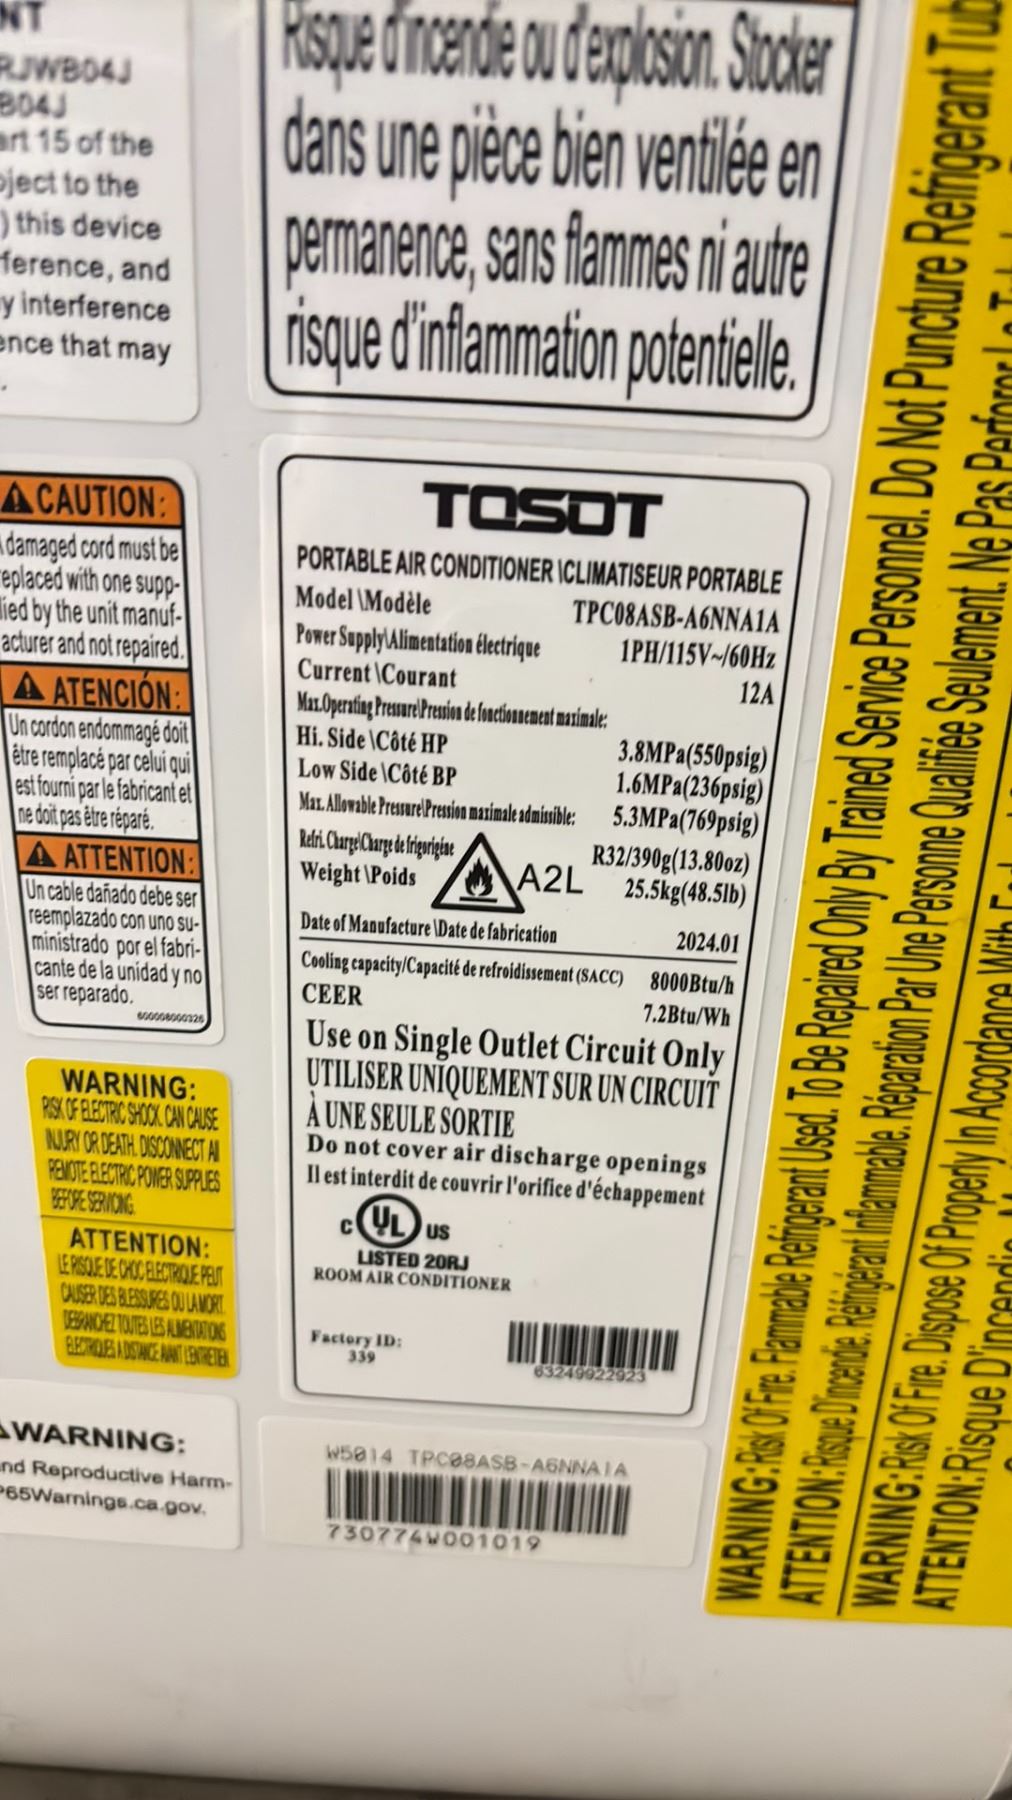 NT
RJWB04J
B04J
art 15 of the
ject to the
) this device
ference, and
y interference
ence that may
.
Risque d'incendie ou d'explosion. Stocker
dans une pièce bien ventilée en
permanence, sans flammes ni autre
risque d'inflammation potentielle.
CAUTION:
damaged cord must be
replaced with one supp-
lied by the unit manuf-
acturer and not repaired.
ATENCIÓN:
Un cordon endommagé doit
être remplacé par celui qui
est fourni par le fabricant et
ne doit pas être réparé.
ATTENTION:
Un cable dañado debe ser
reemplazado con uno su-
ministrado por el fabri-
cante de la unidad y no
ser reparado.
600008000326
WARNING:
RISK OF ELECTRIC SHOCK. CAN CAUSE
INJURY OR DEATH. DISCONNECT All
REMOTE ELECTRIC POWER SUPPLIES
BEFORE SERVICING.
ATTENTION:
LE RISQUE DE CHOC ELECTRIQUE PEUT
CAUSER DES BLESSURES OU LA MORT.
DEBRANCHEZ TOUTES LES ALIMENTATIONS
ELECTRIQUES A DISTANCE AVANT L'ENTRETIEN
WARNING:
nd Reproductive Harm-
P65Warnings.ca.gov.
TOSOT
PORTABLE AIR CONDITIONER \CLIMATISEUR PORTABLE
Model \Modèle TPC08ASB-A6NNA1A
Power Supply\Alimentation électrique 1PH/115V~/60Hz
Current \Courant 12A
Max.Operating Pressure\Pression de fonctionnement maximale:
Hi. Side \Côté HP 3.8MPa(550psig)
Low Side \Côté BP 1.6MPa(236psig)
Max. Allowable Pressure\Pression maximale admissible: 5.3MPa(769psig)
Refri. Charge\Charge de frigorigène R32/390g(13.80oz)
Weight \Poids A2L 25.5kg(48.5lb)
Date of Manufacture \Date de fabrication 2024.01
Cooling capacity/Capacité de refroidissement (SACC) 8000Btu/h
CEER 7.2Btu/Wh
Use on Single Outlet Circuit Only
UTILISER UNIQUEMENT SUR UN CIRCUIT
À UNE SEULE SORTIE
Do not cover air discharge openings
Il est interdit de couvrir l'orifice d'échappement
C UL US
LISTED 20RJ
ROOM AIR CONDITIONER
Factory ID:
339
63249922923
W5014 TPC08ASB-A6NNA1A
730774W001019
WARNING: Risk Of Fire. Flammable Refrigerant Used. To Be Repaired Only By Trained Service Personnel. Do Not Puncture Refrigerant Tub
ATTENTION: Risque D'incendie. Réfrigerant Inflammable. Réparation Par Une Personne Qualifiée Seulement. Ne Pas Perforer Le
WARNING: Risk Of Fire. Dispose Of Properly In Accordance With
ATTENTION: Risque D'incendie